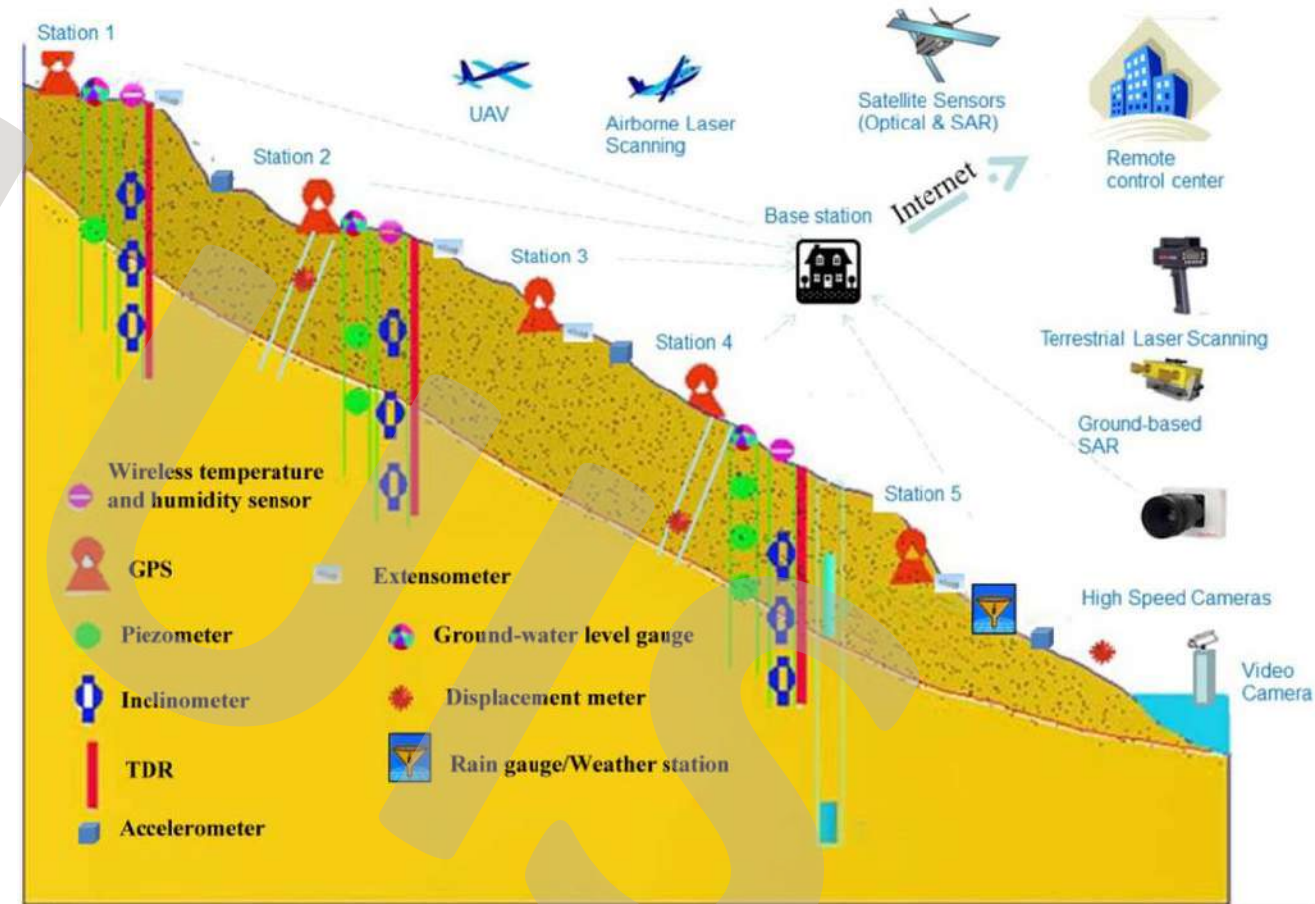 Station 1
UAV
Airborne Laser
Scanning
Satellite Sensors
(Optical & SAR)
Remote
control center
Station 2
Internet
Base station
Station 3
Station 4
Terrestrial Laser Scanning
Ground-based
SAR
Station 5
High Speed Cameras
Video
Camera
Wireless temperature
and humidity sensor
GPS
Extensometer
Piezometer
Ground-water level gauge
Inclinometer
Displacement meter
TDR
Rain gauge/Weather station
Accelerometer